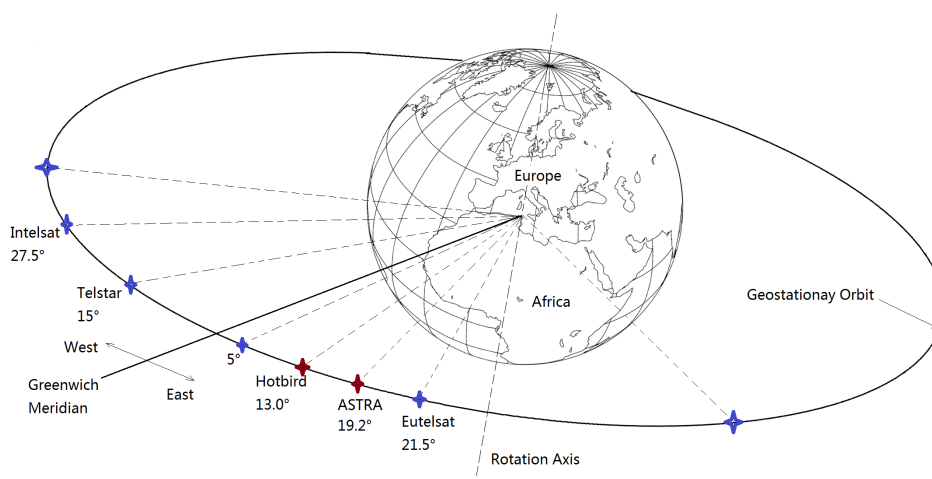 Europe
Intelsat
27.5°
Africa
Geostationay Orbit
Telstar
15°
West
5°
Greenwich
Meridian
East
Hotbird
13.0°
ASTRA
19.2°
Eutelsat
21.5°
Rotation Axis